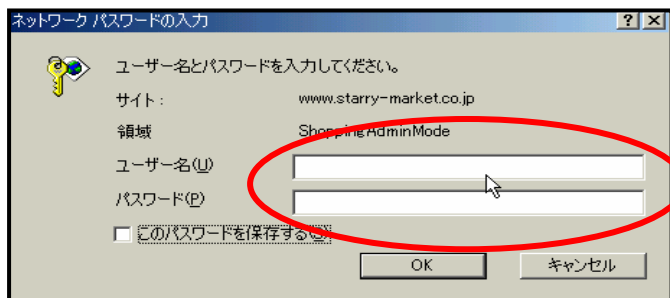 ネットワーク パスワードの入力
ユーザー名とパスワードを入力してください。
サイト : www.starry-market.co.jp
領域 ShoppingAdminMode
ユーザー名(U)
パスワード(P)
このパスワードを保存する(S)
OK キャンセル